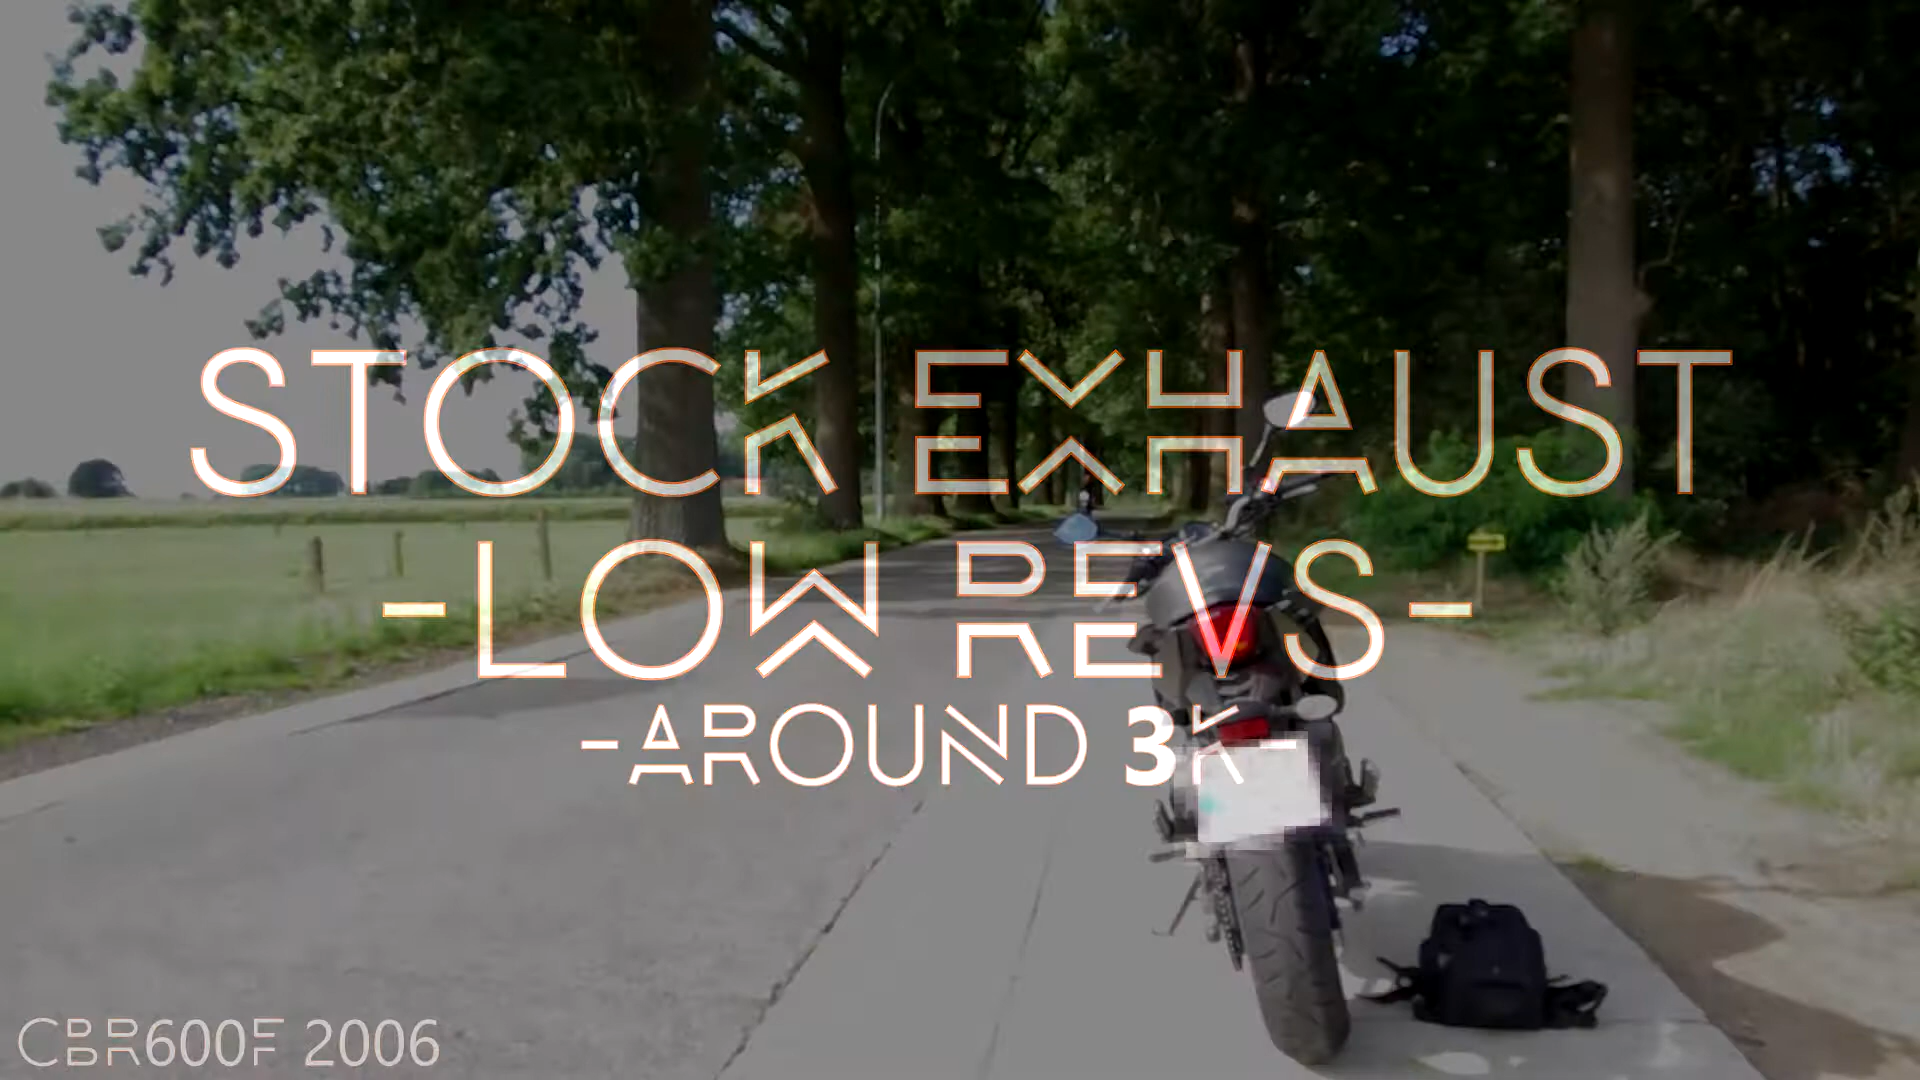 STOCK EXHAUST
-LOW REVS-
-AROUND 3K-
CBR600F 2006